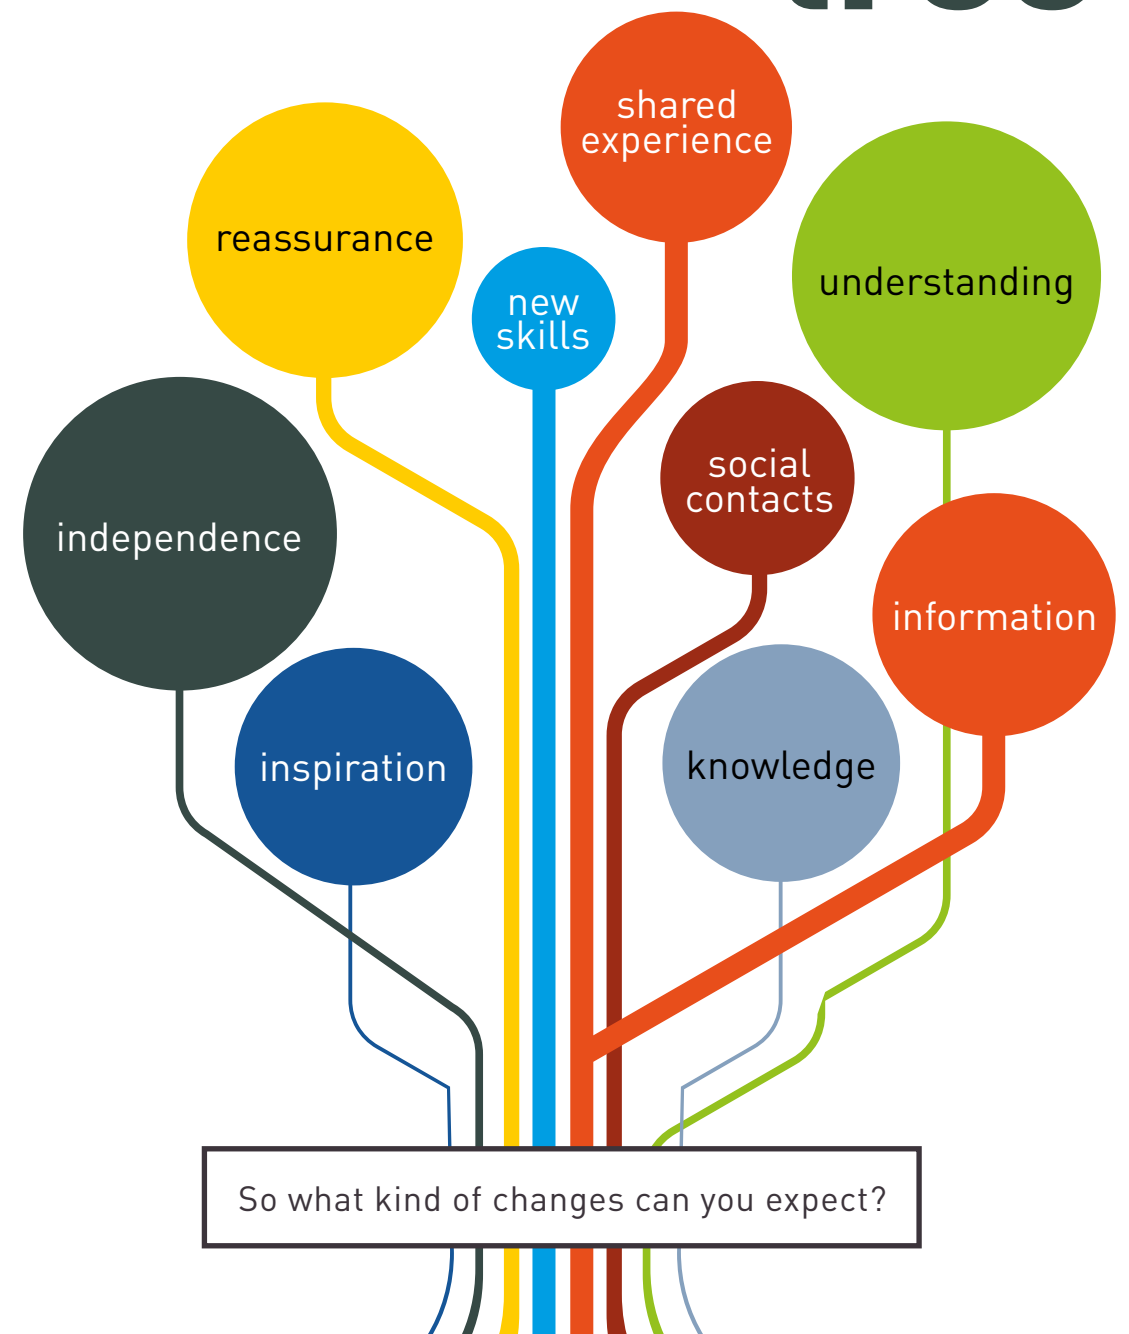 shared
experience
reassurance
understanding
new
skills
social
contacts
independence
information
inspiration
knowledge
So what kind of changes can you expect?